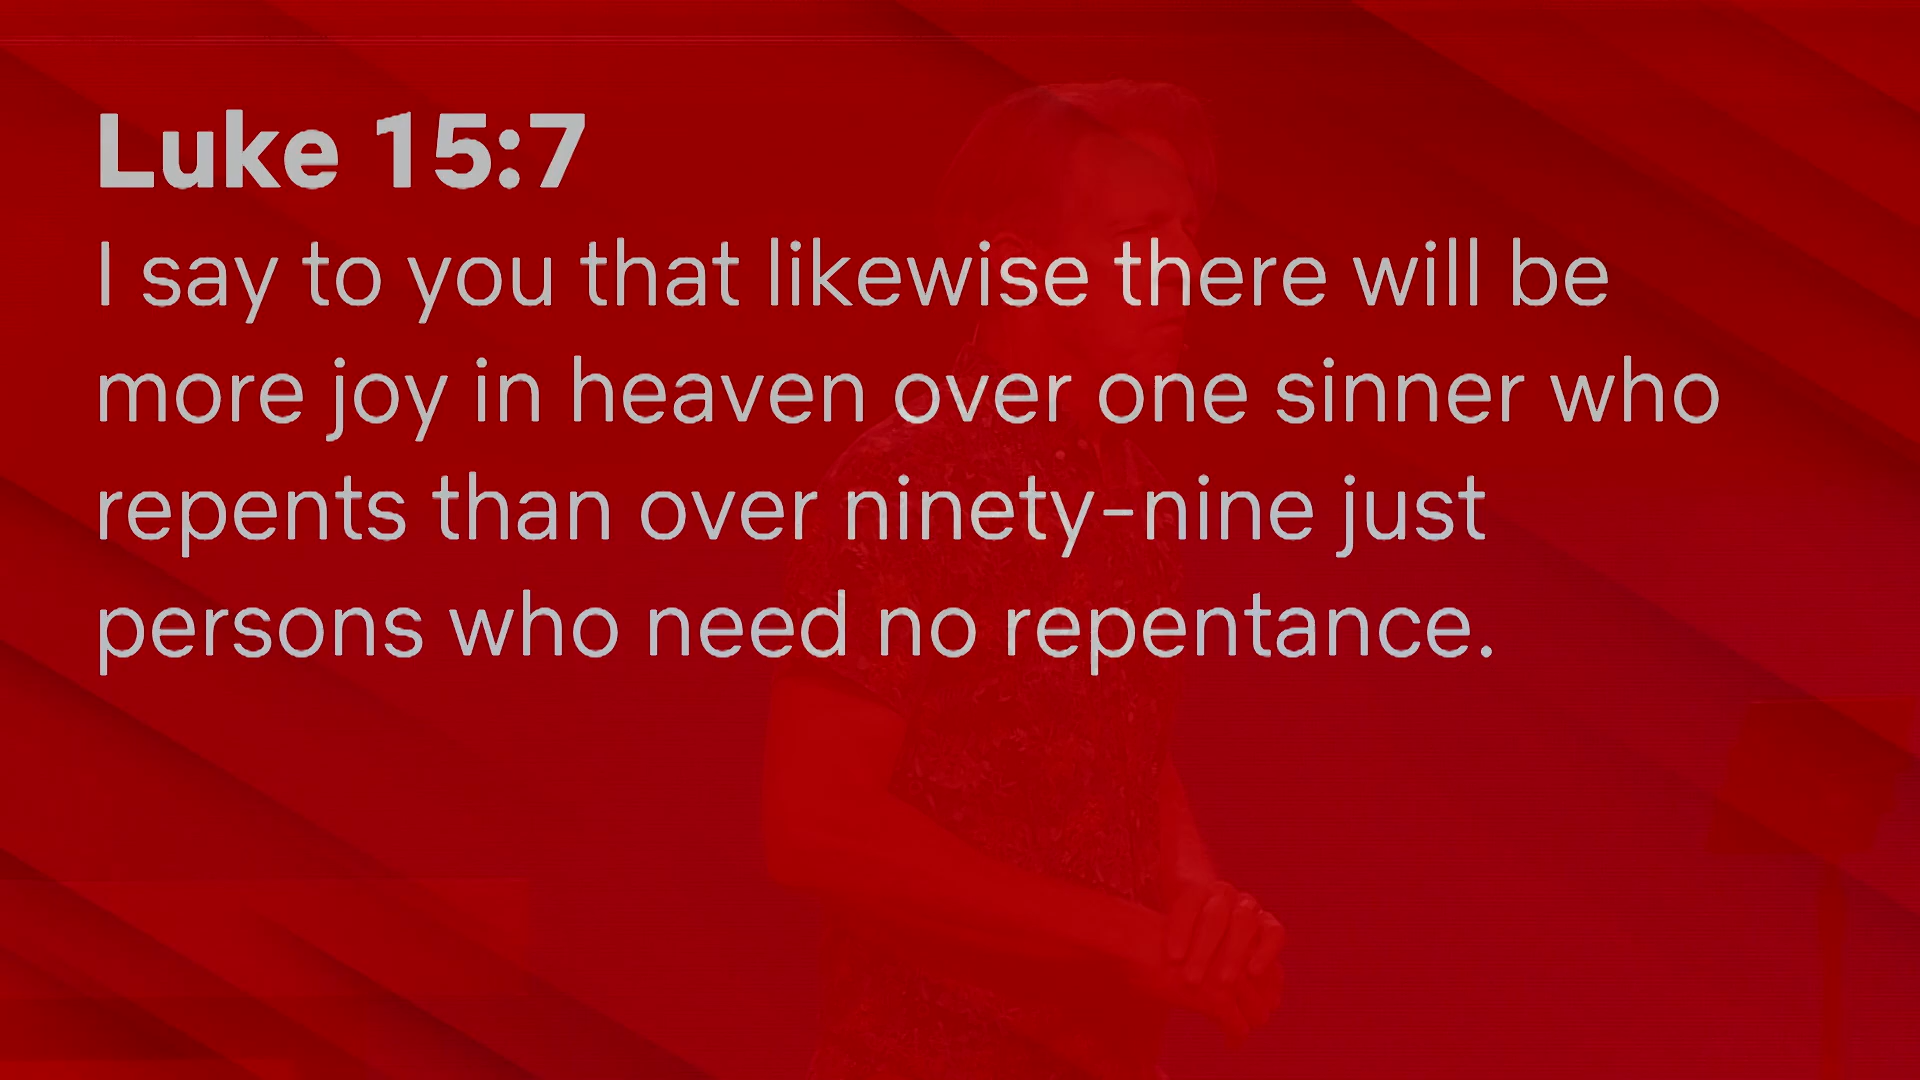 Luke 15:7
I say to you that likewise there will be
more joy in heaven over one sinner who
repents than over ninety-nine just
persons who need no repentance.